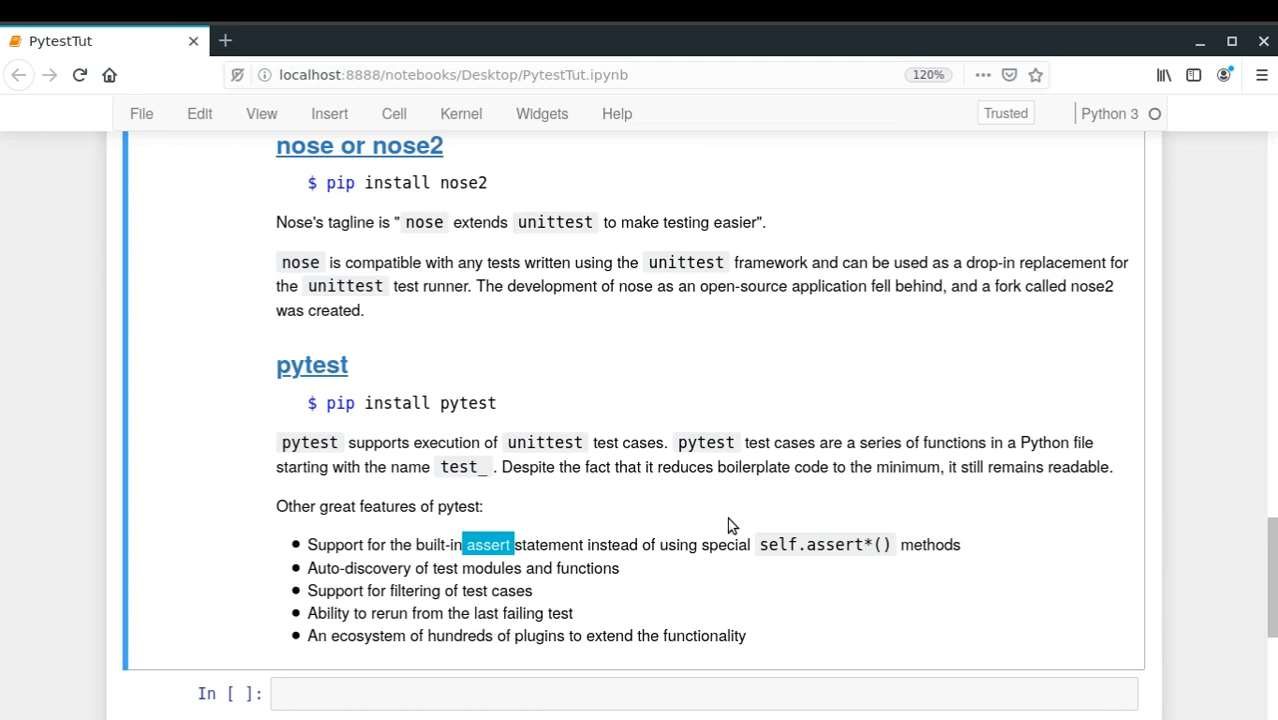 PytestTut
localhost:8888/notebooks/Desktop/PytestTut.ipynb
120%
File Edit View Insert Cell Kernel Widgets Help Trusted Python 3
nose or nose2
$ pip install nose2
Nose's tagline is "nose extends unittest to make testing easier".
nose is compatible with any tests written using the unittest framework and can be used as a drop-in replacement for
the unittest test runner. The development of nose as an open-source application fell behind, and a fork called nose2
was created.
pytest
$ pip install pytest
pytest supports execution of unittest test cases. pytest test cases are a series of functions in a Python file
starting with the name test_. Despite the fact that it reduces boilerplate code to the minimum, it still remains readable.
Other great features of pytest:
● Support for the built-in assert statement instead of using special self.assert*() methods
● Auto-discovery of test modules and functions
● Support for filtering of test cases
● Ability to rerun from the last failing test
● An ecosystem of hundreds of plugins to extend the functionality
In [ ]: